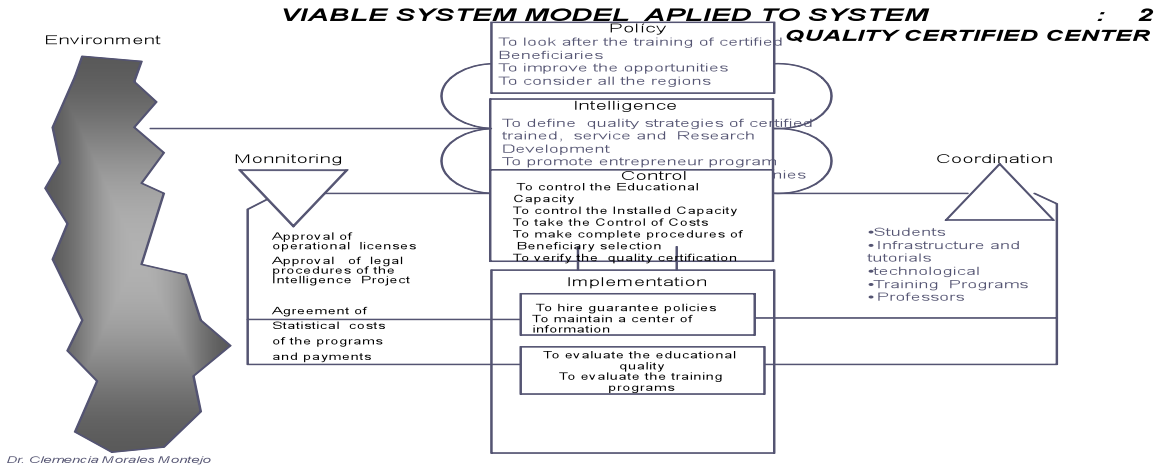 VIABLE SYSTEM MODEL APLIED TO SYSTEM : 2
QUALITY CERTIFIED CENTER
Environment
Policy
To look after the training of certified
Beneficiaries
To improve the opportunities
To consider all the regions
Intelligence
To define quality strategies of certified
trained, service and Research
Development
To promote entrepreneur program
nies
Control
To control the Educational
Capacity
To control the Installed Capacity
To take the Control of Costs
To make complete procedures of
Beneficiary selection
To verify the quality certification
Monnitoring
Approval of
operational licenses
Approval of legal
procedures of the
Intelligence Project
Agreement of
Statistical costs
of the programs
and payments
Coordination
•Students
•Infrastructure and
tutorials
•technological
•Training Programs
•Professors
Implementation
To hire guarantee policies
To maintain a center of
information
To evaluate the educational
quality
To evaluate the training
programs
Dr. Clemencia Morales Montejo